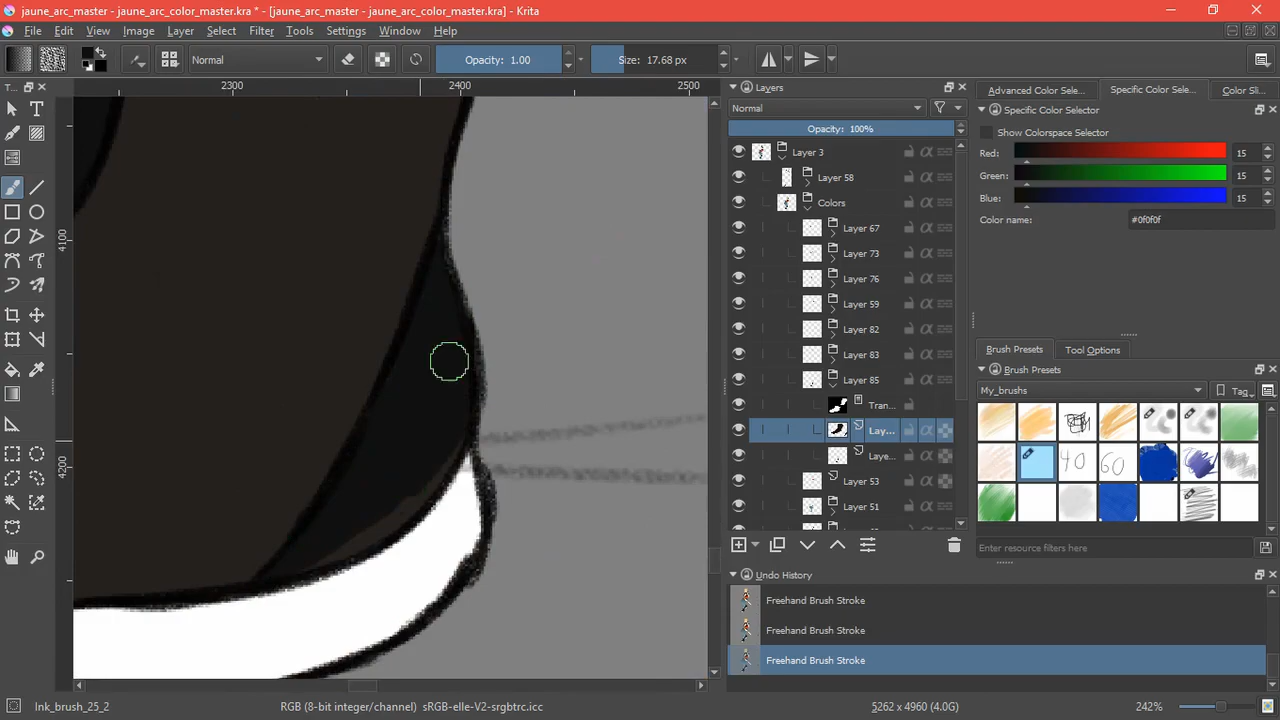 jaune_arc_master - jaune_arc_color_master.kra * - [jaune_arc_master - jaune_arc_color_master.kra] - Krita
File Edit View Image Layer Select Filter Tools Settings Window Help
Normal Opacity: 1.00 Size: 17.68 px
T...
2300 2400 2500
4100
4200
Layers
Normal
Opacity: 100%
Layer 3
Layer 58
Colors
Layer 67
Layer 73
Layer 76
Layer 59
Layer 82
Layer 83
Layer 85
Tran...
Lay...
Laye...
Layer 53
Layer 51
Advanced Color Sele... Specific Color Selec... Color Sli...
Specific Color Selector
Show Colorspace Selector
Red: 15
Green: 15
Blue: 15
Color name: #0f0f0f
Brush Presets Tool Options
Brush Presets
My_brushs Tag
40 60
Enter resource filters here
Undo History
Freehand Brush Stroke
Freehand Brush Stroke
Freehand Brush Stroke
Ink_brush_25_2 RGB (8-bit integer/channel) sRGB-elle-V2-srgbtrc.icc 5262 x 4960 (4.0G) 242%